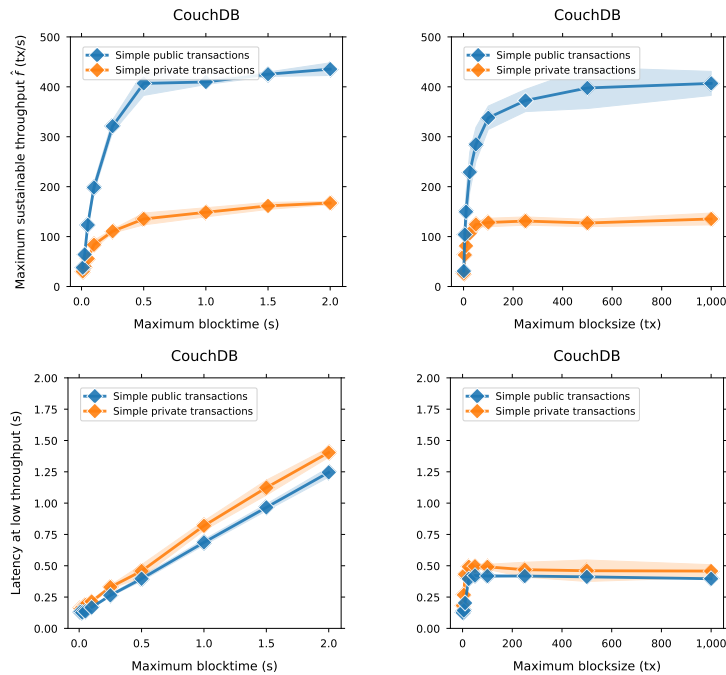 CouchDB
CouchDB
Maximum sustainable throughput f̂ (tx/s)
500
400
300
200
100
0
Simple public transactions
Simple private transactions
0.0 0.5 1.0 1.5 2.0
Maximum blocktime (s)
500
400
300
200
100
0
Simple public transactions
Simple private transactions
0 200 400 600 800 1,000
Maximum blocksize (tx)
CouchDB
CouchDB
Latency at low throughput (s)
2.00
1.75
1.50
1.25
1.00
0.75
0.50
0.25
0.00
Simple public transactions
Simple private transactions
0.0 0.5 1.0 1.5 2.0
Maximum blocktime (s)
2.00
1.75
1.50
1.25
1.00
0.75
0.50
0.25
0.00
Simple public transactions
Simple private transactions
0 200 400 600 800 1,000
Maximum blocksize (tx)